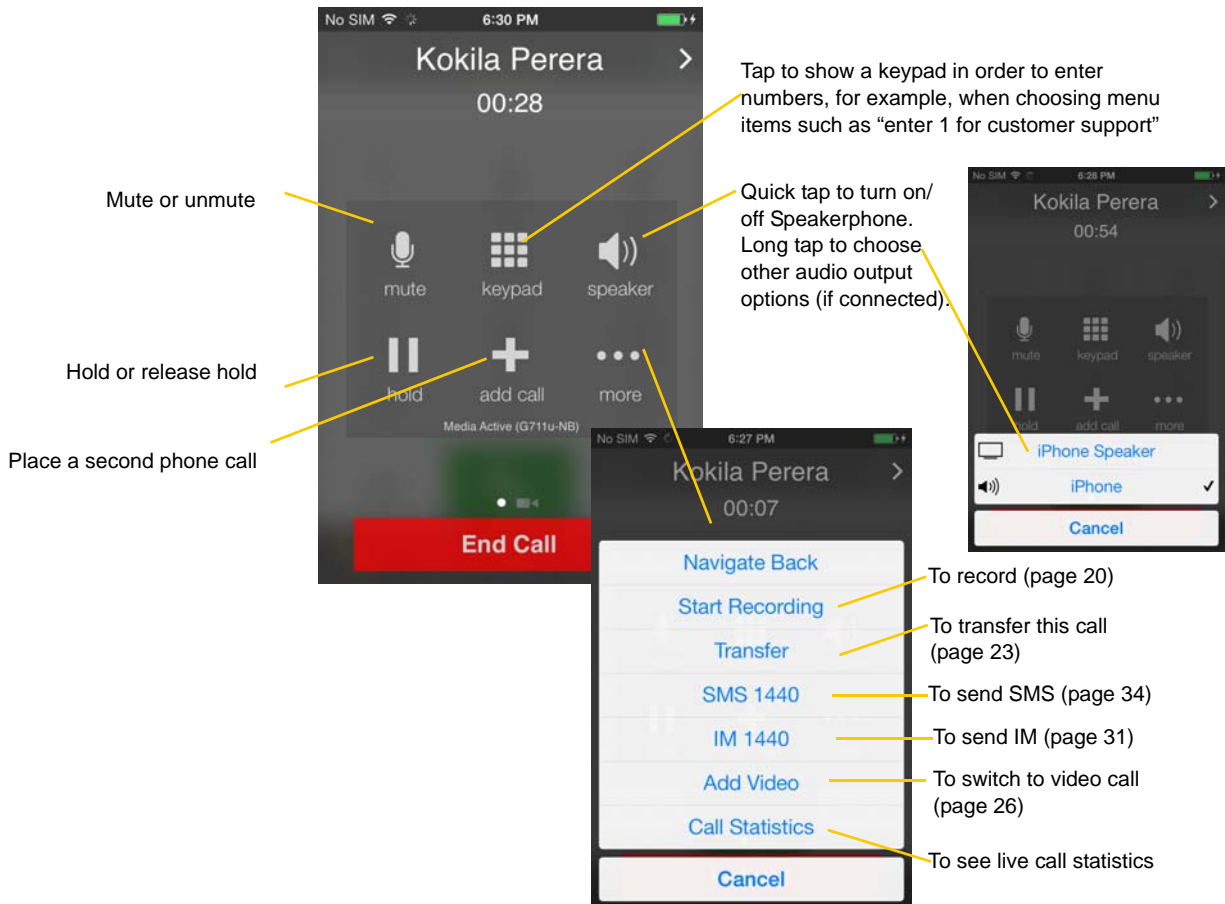 No SIM 6:30 PM
Kokila Perera >
00:28
mute keypad speaker
hold add call more
Media Active (G711u-NB)
End Call
Mute or unmute
Hold or release hold
Place a second phone call
Tap to show a keypad in order to enter
numbers, for example, when choosing menu
items such as “enter 1 for customer support”
Quick tap to turn on/
off Speakerphone.
Long tap to choose
other audio output
options (if connected).
No SIM 6:28 PM
Kokila Perera >
00:54
mute keypad speaker
hold add call more
iPhone Speaker
iPhone ✓
Cancel
No SIM 6:27 PM
Kokila Perera >
00:07
Navigate Back
Start Recording
Transfer
SMS 1440
IM 1440
Add Video
Call Statistics
Cancel
To record (page 20)
To transfer this call
(page 23)
To send SMS (page 34)
To send IM (page 31)
To switch to video call
(page 26)
To see live call statistics